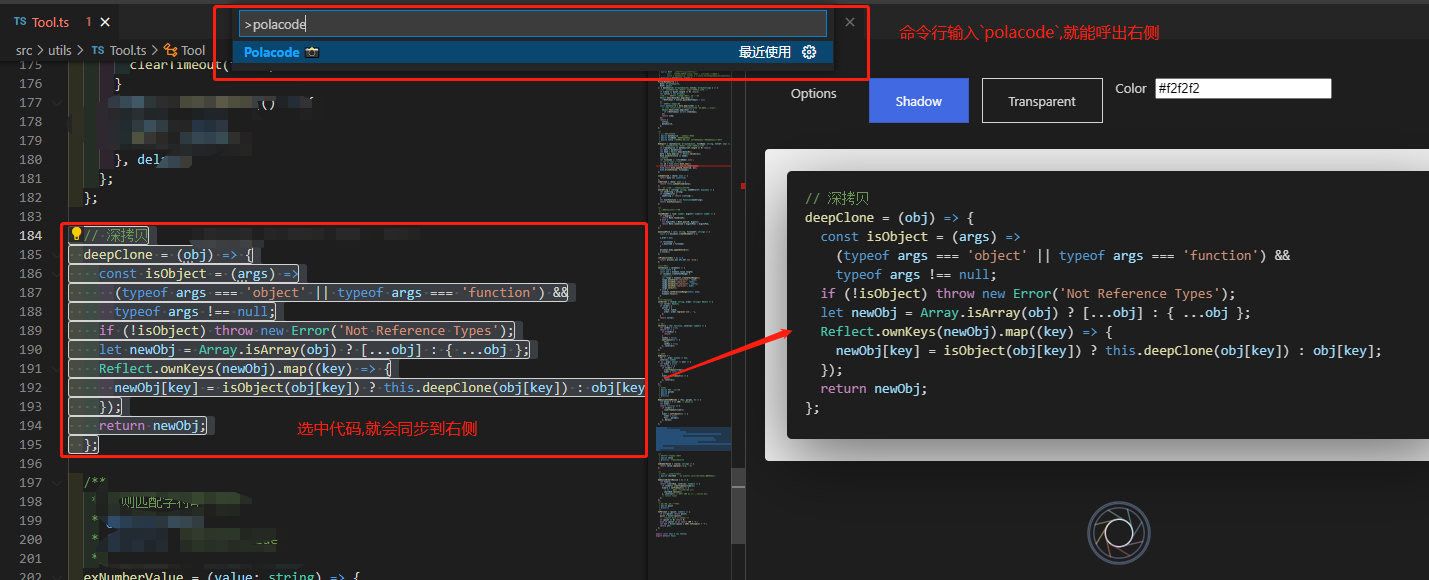 TS Tool.ts 1 ×
>polacode
命令行输入`polacode`,就能呼出右侧
src > utils > TS Tool.ts > Tool
Polacode 最近使用
175 clearTimeout(
176 }
177 () {
178
179
180 }, del
181 };
182 };
183
184 // 深拷贝
185 deepClone = (obj) => {
186 const isObject = (args) =>
187 (typeof args === 'object' || typeof args === 'function') &&
188 typeof args !== null;
189 if (!isObject) throw new Error('Not Reference Types');
190 let newObj = Array.isArray(obj) ? [...obj] : { ...obj };
191 Reflect.ownKeys(newObj).map((key) => {
192 newObj[key] = isObject(obj[key]) ? this.deepClone(obj[key]) : obj[key
193 });
194 return newObj;
195 };
选中代码,就会同步到右侧
196
197 /**
198 * 则匹配字符
199 *
200 *
201 *
202 exNumberValue = (value: string) => {
Options
Shadow
Transparent
Color #f2f2f2
// 深拷贝
deepClone = (obj) => {
const isObject = (args) =>
(typeof args === 'object' || typeof args === 'function') &&
typeof args !== null;
if (!isObject) throw new Error('Not Reference Types');
let newObj = Array.isArray(obj) ? [...obj] : { ...obj };
Reflect.ownKeys(newObj).map((key) => {
newObj[key] = isObject(obj[key]) ? this.deepClone(obj[key]) : obj[key];
});
return newObj;
};